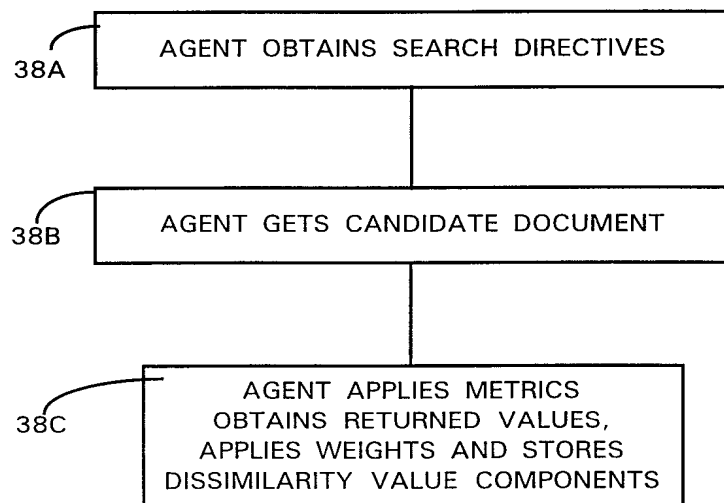 AGENT OBTAINS SEARCH DIRECTIVES
38A
AGENT GETS CANDIDATE DOCUMENT
38B
AGENT APPLIES METRICS
OBTAINS RETURNED VALUES,
38C
APPLIES WEIGHTS AND STORES
DISSIMILARITY VALUE COMPONENTS